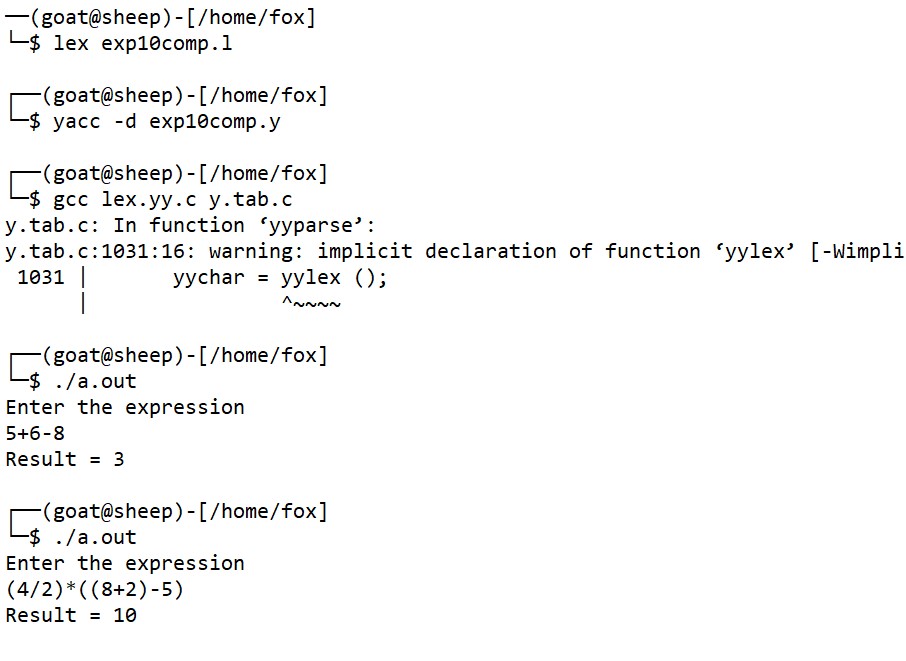 ──(goat@sheep)-[/home/fox]
└─$ lex exp10comp.l
┌──(goat@sheep)-[/home/fox]
└─$ yacc -d exp10comp.y
┌──(goat@sheep)-[/home/fox]
└─$ gcc lex.yy.c y.tab.c
y.tab.c: In function ‘yyparse’:
y.tab.c:1031:16: warning: implicit declaration of function ‘yylex’ [-Wimpli
 1031 |       yychar = yylex ();
      |                ^~~~~
┌──(goat@sheep)-[/home/fox]
└─$ ./a.out
Enter the expression
5+6-8
Result = 3
┌──(goat@sheep)-[/home/fox]
└─$ ./a.out
Enter the expression
(4/2)*((8+2)-5)
Result = 10